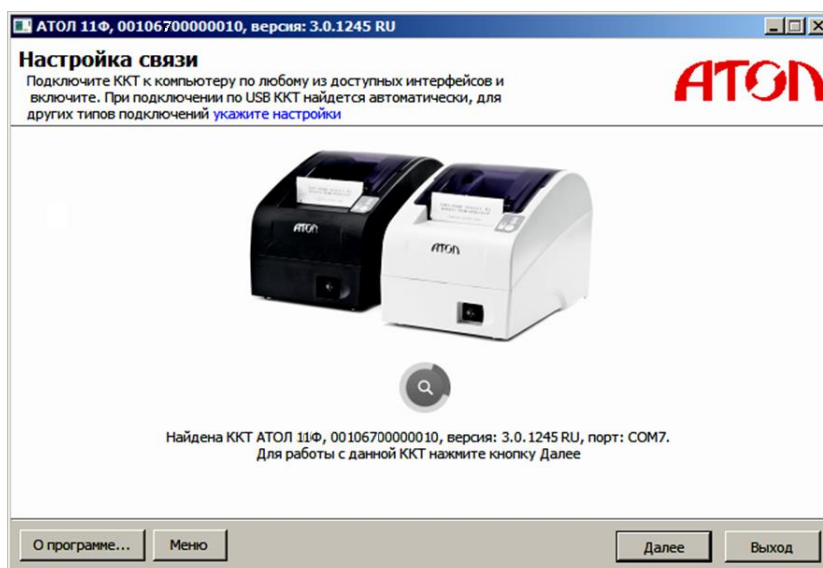 АТОЛ 11Ф, 00106700000010, версия: 3.0.1245 RU
Настройка связи
Подключите ККТ к компьютеру по любому из доступных интерфейсов и
включите. При подключении по USB ККТ найдется автоматически, для
других типов подключений укажите настройки
АТОЛ
АТОЛ
АТОЛ
Найдена ККТ АТОЛ 11Ф, 00106700000010, версия: 3.0.1245 RU, порт: COM7.
Для работы с данной ККТ нажмите кнопку Далее
О программе...
Меню
Далее
Выход